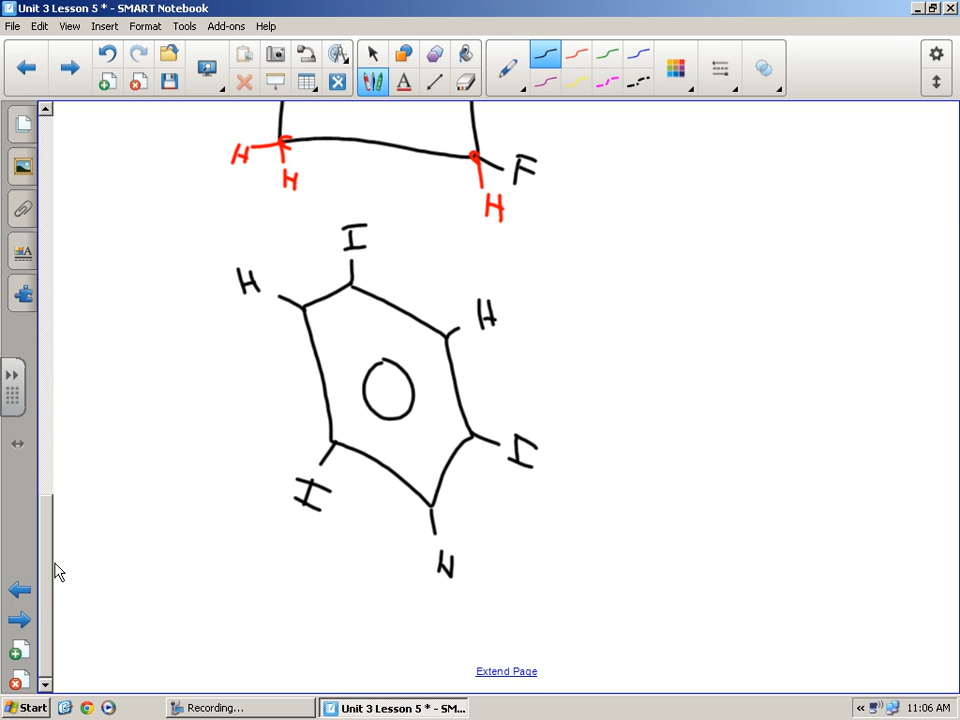 Unit 3 Lesson 5 * - SMART Notebook
File Edit View Insert Format Tools Add-ons Help
A
A
H
F
H
H
I
H
H
I
I
H
Extend Page
Start Recording... Unit 3 Lesson 5 * - SM... « 11:06 AM